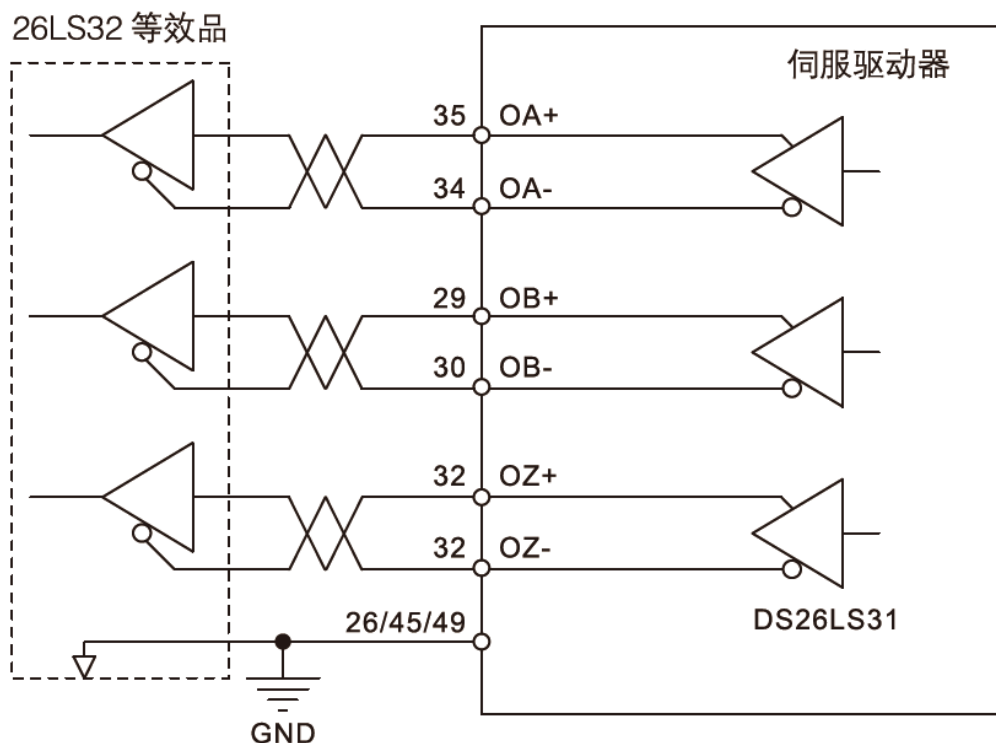 26LS32 等效品
伺服驱动器
35 OA+
34 OA-
29 OB+
30 OB-
32 OZ+
32 OZ-
26/45/49
DS26LS31
GND